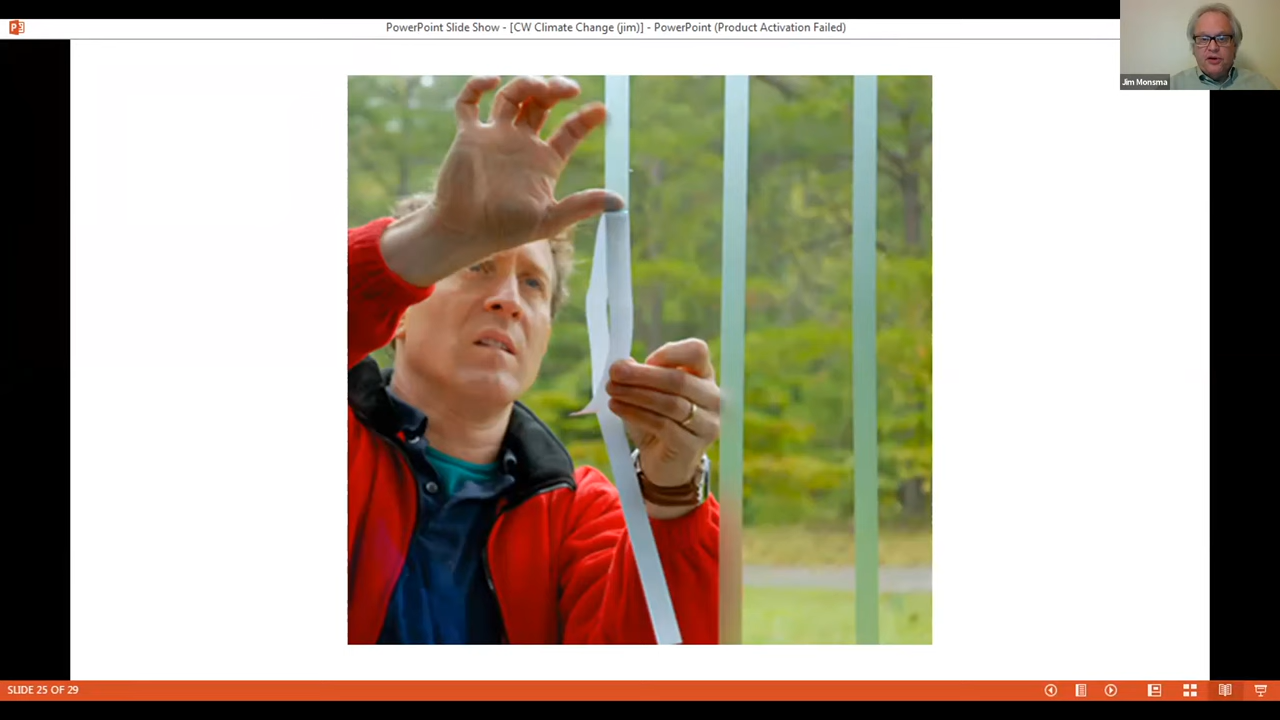 PowerPoint Slide Show - [CW Climate Change (jim)] - PowerPoint (Product Activation Failed)
Jim Monsma
SLIDE 25 OF 29